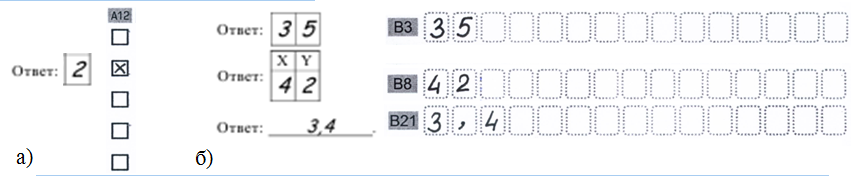 A12
Ответ: 2
а)
Ответ: 3 5
B3 3 5
X Y
Ответ: 4 2
B8 4 2
Ответ: 3,4.
B21 3 , 4
б)